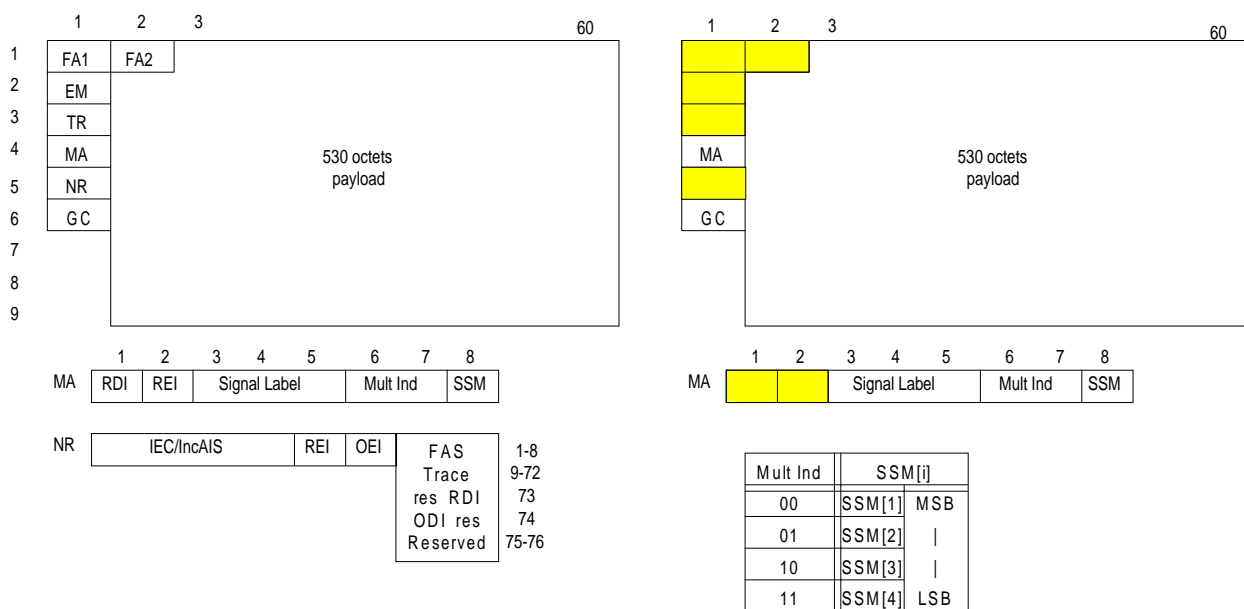 1 2 3 60
1 FA1 FA2
2 EM
3 TR
4 MA
5 NR
6 GC
7
8
9
530 octets
payload
1 2 3 4 5 6 7 8
MA RDI REI Signal Label Mult Ind SSM
NR IEC/IncAIS REI OEI
FAS 1-8
Trace 9-72
res RDI 73
ODI res 74
Reserved 75-76
1 2 3 60
MA
GC
530 octets
payload
1 2 3 4 5 6 7 8
MA Signal Label Mult Ind SSM
Mult Ind SSM[i]
00 SSM[1] MSB
01 SSM[2] |
10 SSM[3] |
11 SSM[4] LSB